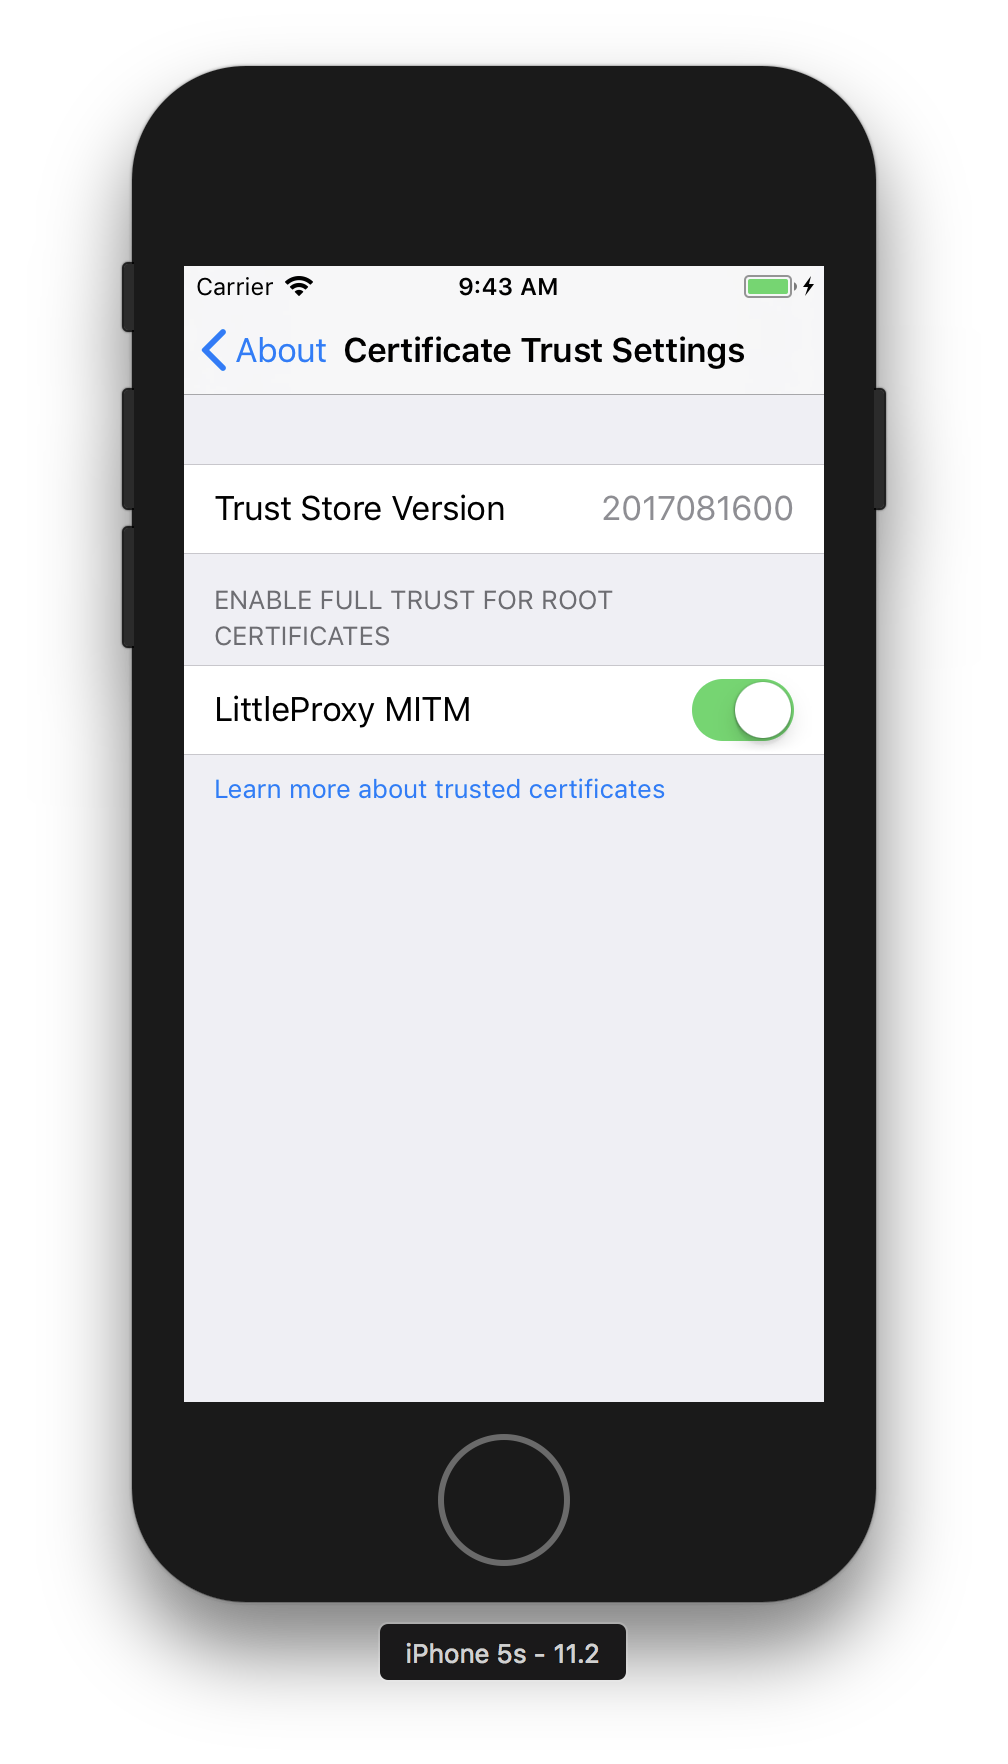 Carrier 9:43 AM
About Certificate Trust Settings
Trust Store Version 2017081600
ENABLE FULL TRUST FOR ROOT
CERTIFICATES
LittleProxy MITM
Learn more about trusted certificates
iPhone 5s - 11.2